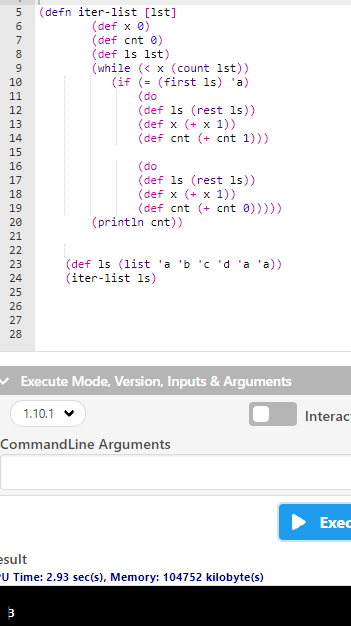 5 (defn iter-list [lst]
6 (def x 0)
7 (def cnt 0)
8 (def ls lst)
9 (while (< x (count lst))
10 (if (= (first ls) 'a)
11 (do
12 (def ls (rest ls))
13 (def x (+ x 1))
14 (def cnt (+ cnt 1)))
15
16 (do
17 (def ls (rest ls))
18 (def x (+ x 1))
19 (def cnt (+ cnt 0)))))
20 (println cnt))
21
22
23 (def ls (list 'a 'b 'c 'd 'a 'a))
24 (iter-list ls)
25
26
27
28
Execute Mode, Version, Inputs & Arguments
1.10.1
Interac
CommandLine Arguments
Exec
esult
U Time: 2.93 sec(s), Memory: 104752 kilobyte(s)
3